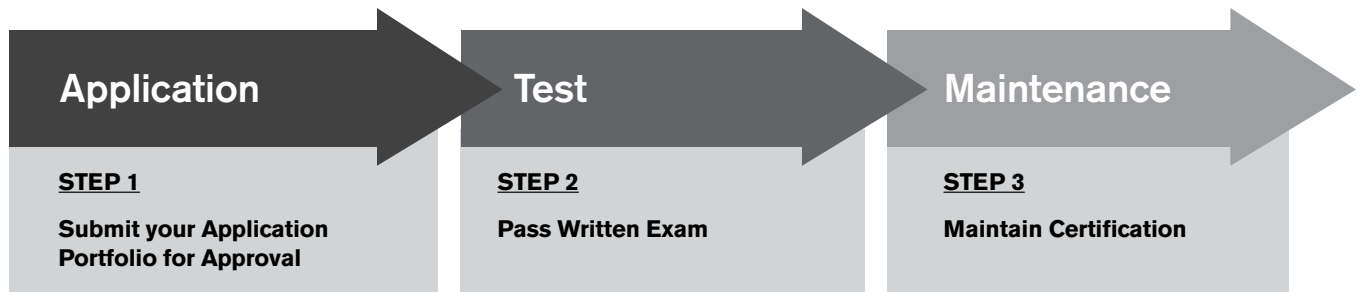 Application
STEP 1
Submit your Application
Portfolio for Approval
Test
STEP 2
Pass Written Exam
Maintenance
STEP 3
Maintain Certification